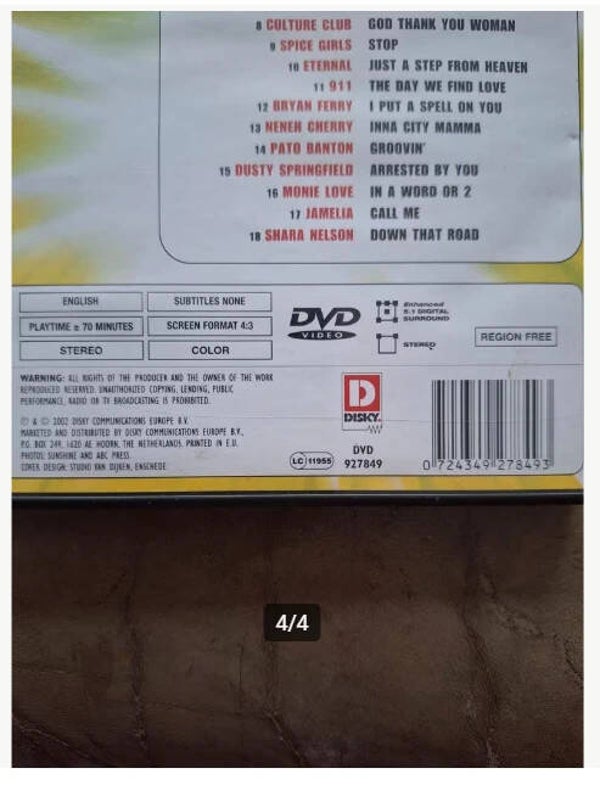 8 CULTURE CLUB GOD THANK YOU WOMAN
9 SPICE GIRLS STOP
10 ETERNAL JUST A STEP FROM HEAVEN
11 911 THE DAY WE FIND LOVE
12 BRYAN FERRY I PUT A SPELL ON YOU
13 NENEH CHERRY INNA CITY MAMMA
14 PATO BANTON GROOVIN'
15 DUSTY SPRINGFIELD ARRESTED BY YOU
16 MONIE LOVE IN A WORD OR 2
17 JAMELIA CALL ME
18 SHARA NELSON DOWN THAT ROAD
ENGLISH
SUBTITLES NONE
PLAYTIME ± 70 MINUTES
SCREEN FORMAT 4:3
STEREO
COLOR
DVD
VIDEO
Enhanced
5.1 DIGITAL
SURROUND
STEREO
REGION FREE
WARNING: ALL RIGHTS OF THE PRODUCER AND THE OWNER OF THE WORK
REPRODUCED RESERVED. UNAUTHORIZED COPYING, LENDING, PUBLIC
PERFORMANCE, RADIO OR TV BROADCASTING IS PROHIBITED.
℗ & © 2002 DISKY COMMUNICATIONS EUROPE B.V.
MARKETED AND DISTRIBUTED BY DISKY COMMUNICATIONS EUROPE B.V.,
P.O. BOX 249, 1620 AE HOORN, THE NETHERLANDS. PRINTED IN E.U.
PHOTOS: SUNSHINE AND ABC PRESS
COVER DESIGN: STUDIO VAN DIJKEN, ENSCHEDE
D
DISKY
LC 11955
DVD
927849
0 724349 278493
4/4